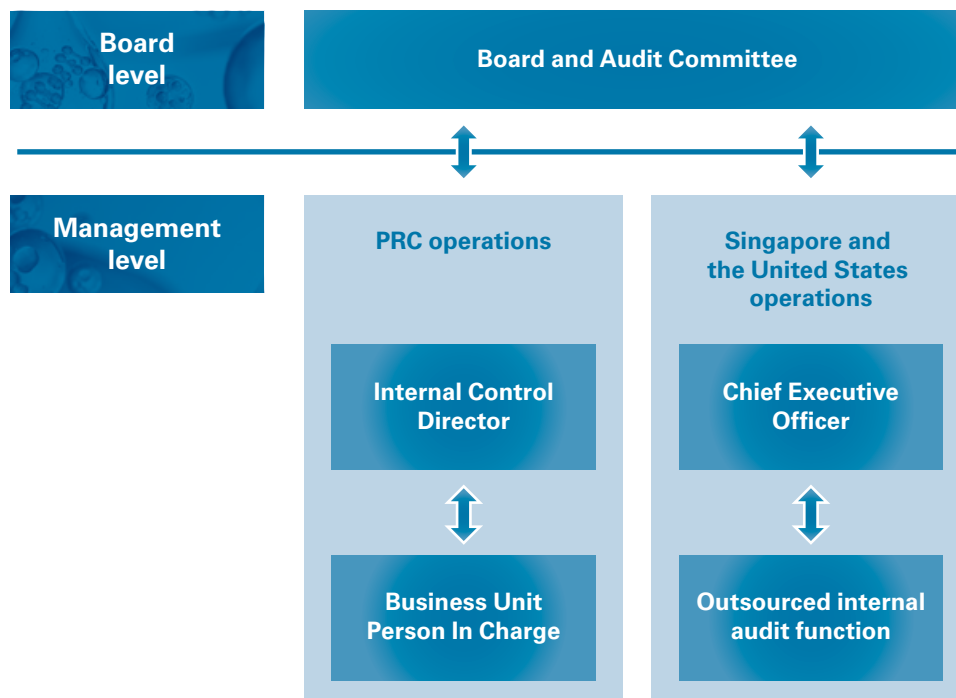 Board
level
Board and Audit Committee
Management
level
PRC operations
Internal Control
Director
Business Unit
Person In Charge
Singapore and
the United States
operations
Chief Executive
Officer
Outsourced internal
audit function